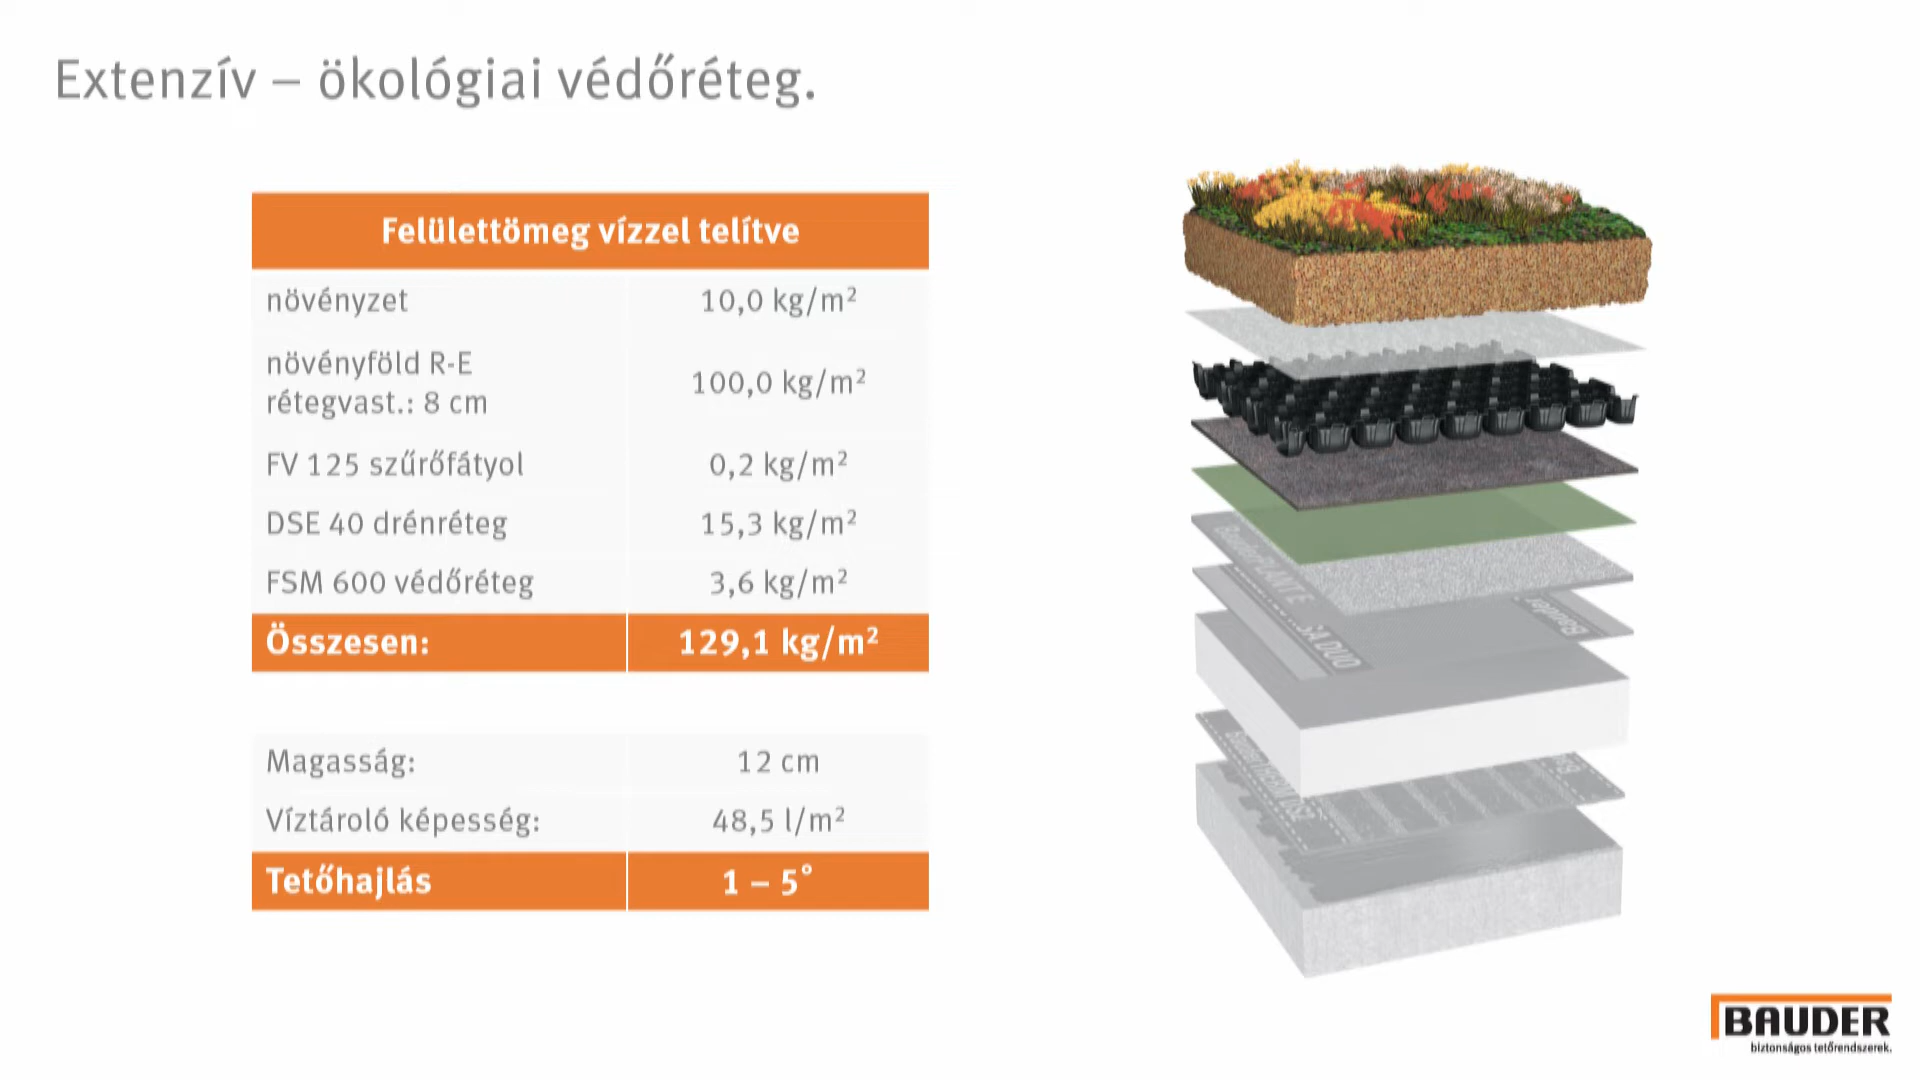 Extenzív – ökológiai védőréteg.
Felülettömeg vízzel telítve
növényzet 10,0 kg/m²
növényföld R-E
rétegvast.: 8 cm 100,0 kg/m²
FV 125 szűrőfátyol 0,2 kg/m²
DSE 40 drénréteg 15,3 kg/m²
FSM 600 védőréteg 3,6 kg/m²
Összesen: 129,1 kg/m²
Magasság: 12 cm
Víztároló képesség: 48,5 l/m²
Tetőhajlás 1 – 5°
SA DUO
Bauder
BAUDER
biztonságos tetőrendszerek.